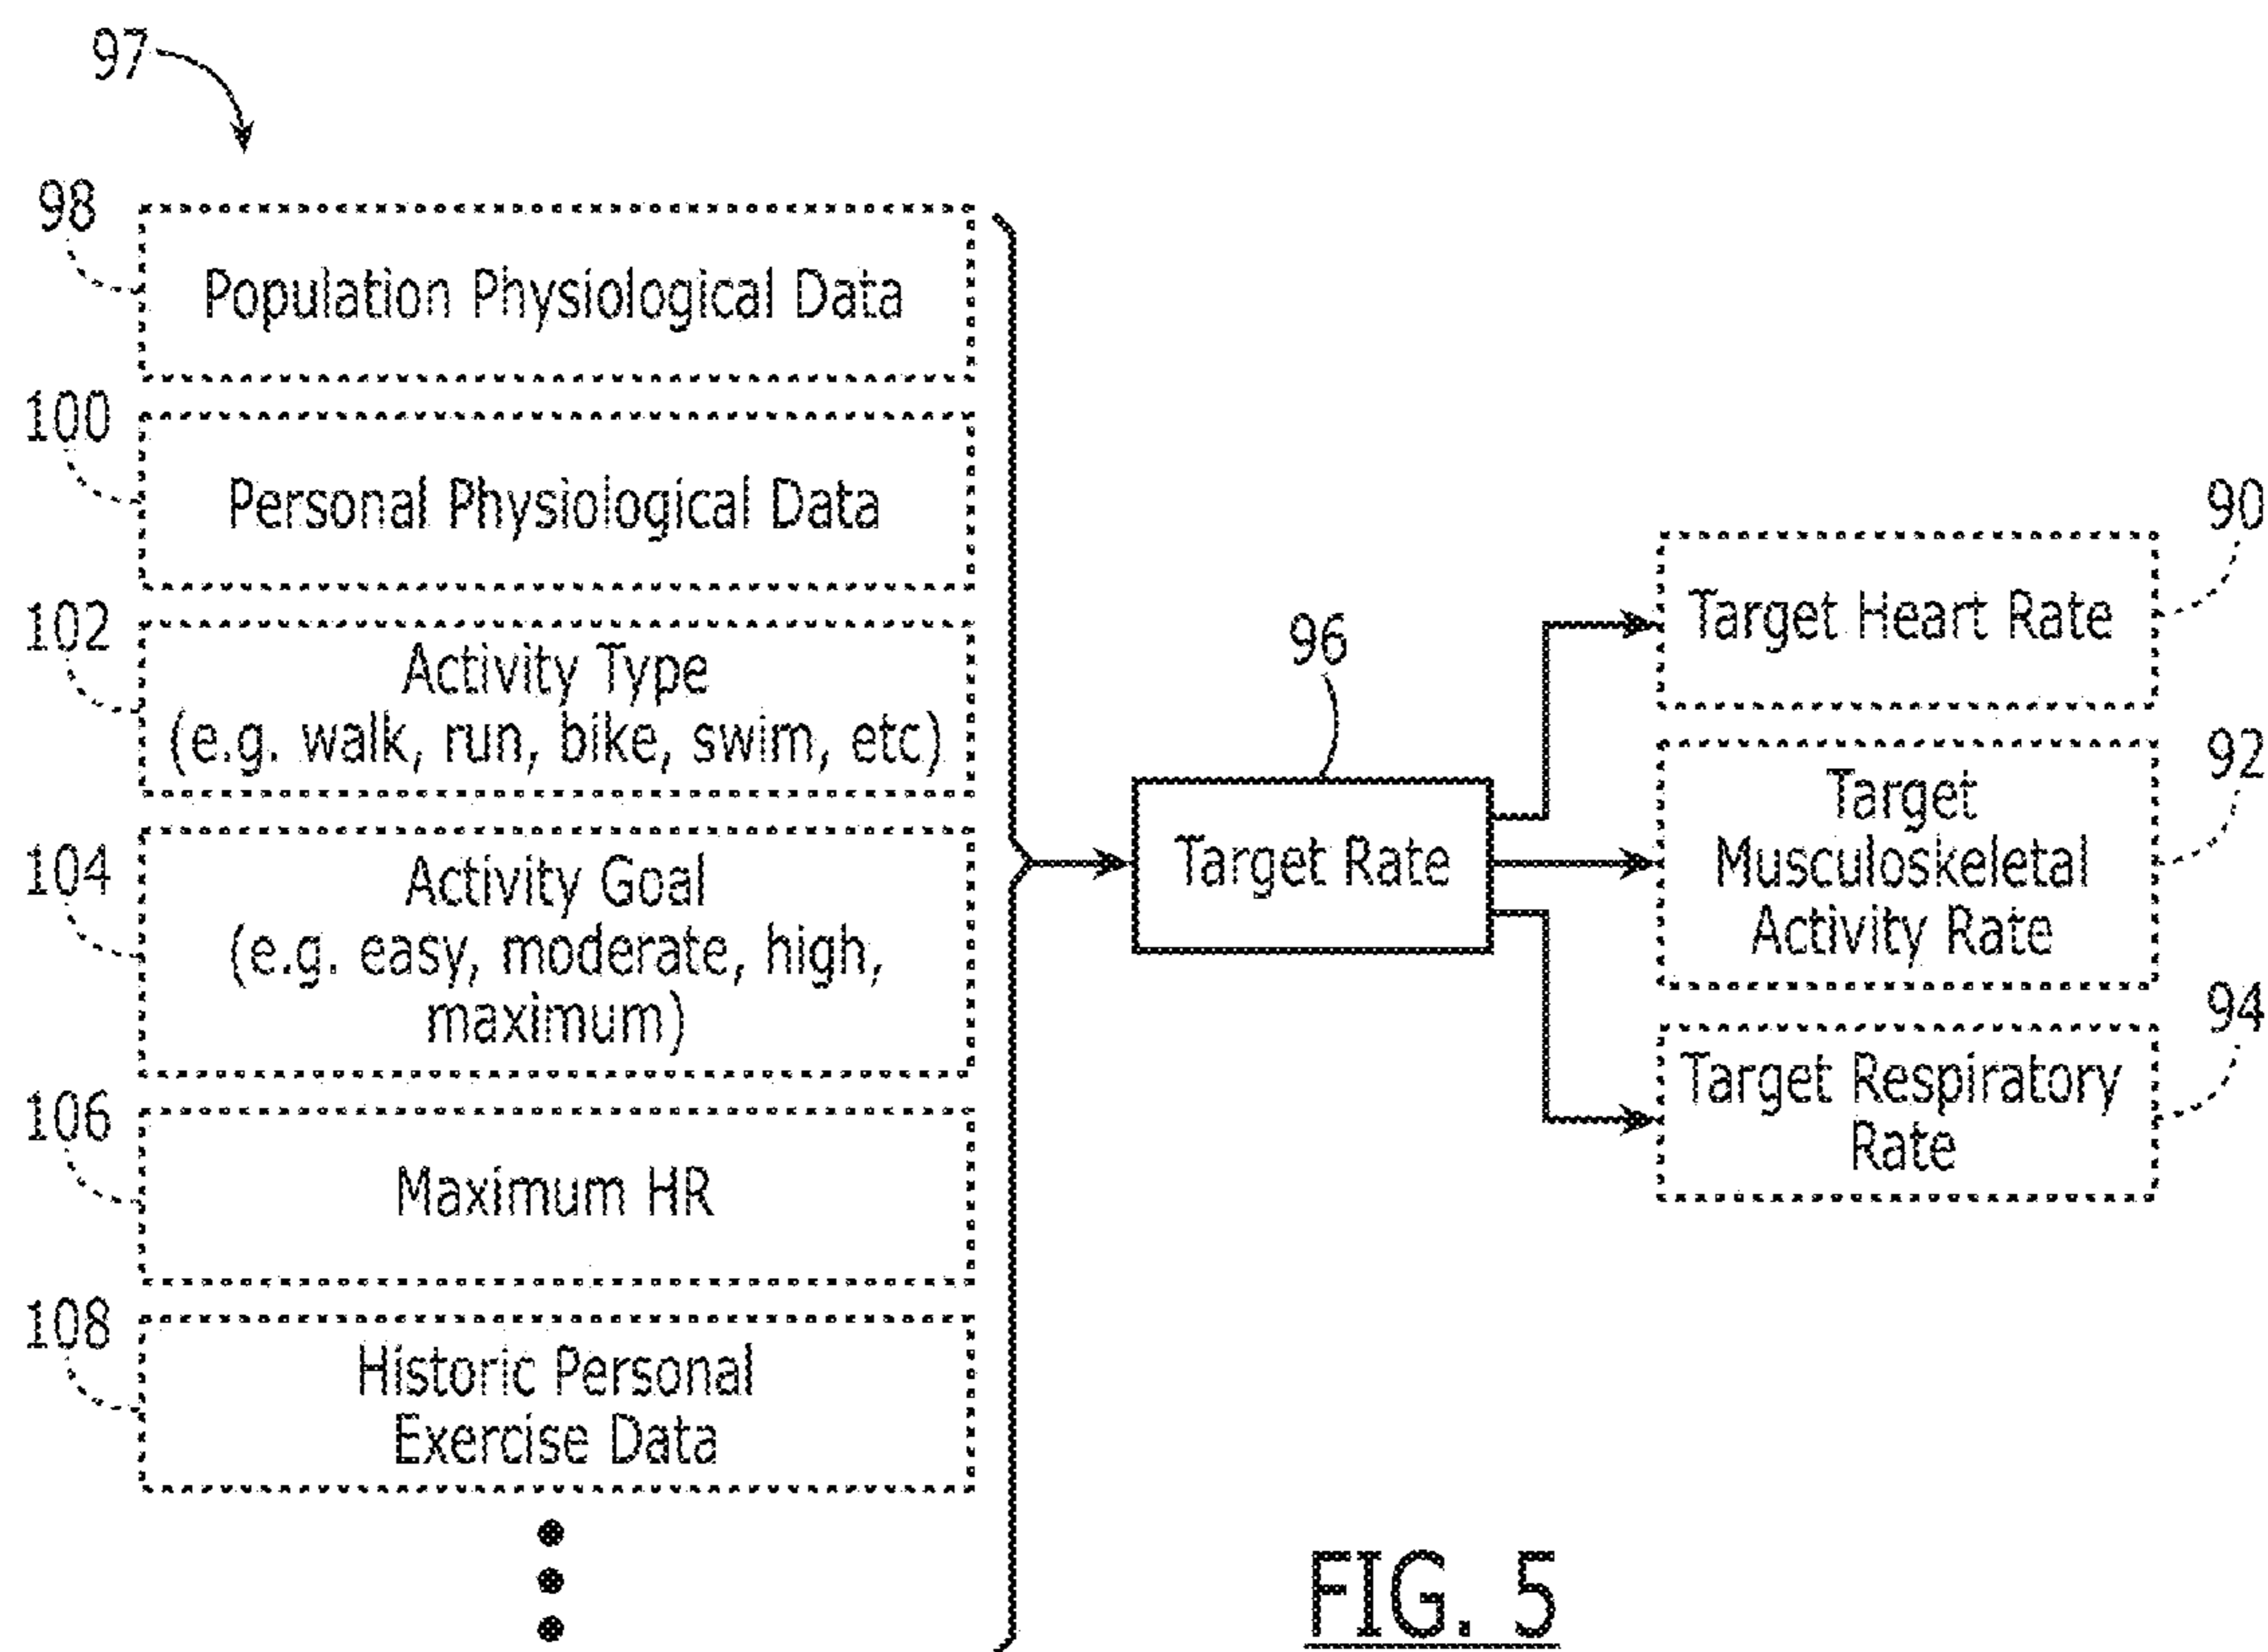 97
98
Population Physiological Data
100
Personal Physiological Data
102
Activity Type
(e.g. walk, run, bike, swim, etc)
104
Activity Goal
(e.g. easy, moderate, high,
maximum)
106
Maximum HR
108
Historic Personal
Exercise Data
96
Target Rate
90
Target Heart Rate
92
Target
Musculoskeletal
Activity Rate
94
Target Respiratory
Rate
FIG. 5